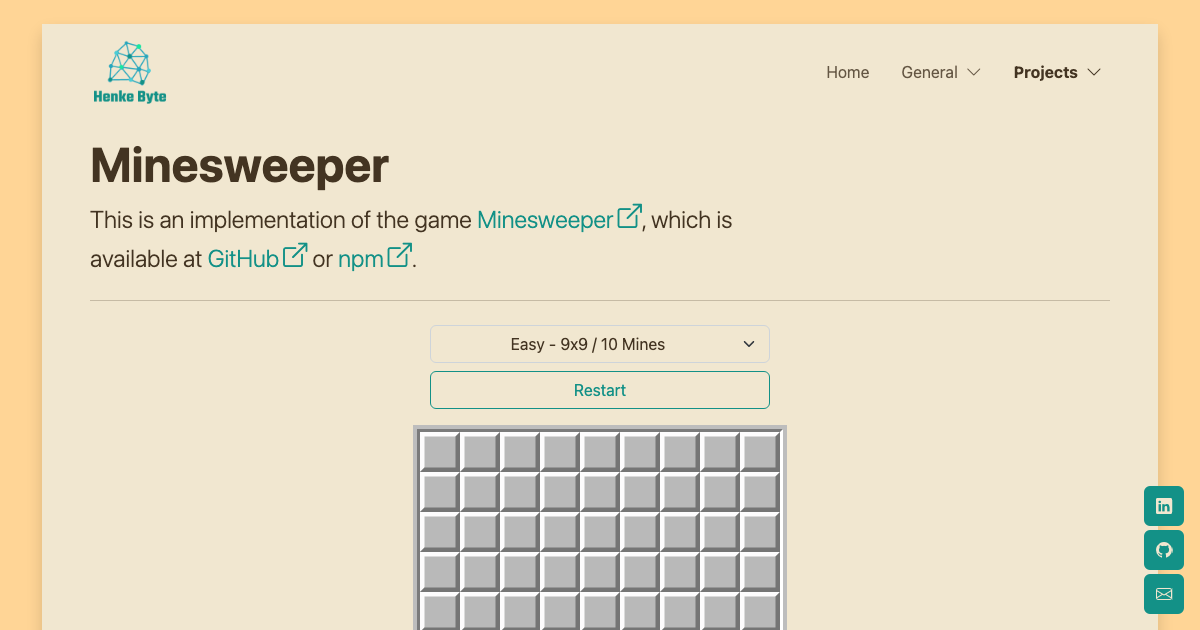 Henke Byte
Home
General
Projects
Minesweeper
This is an implementation of the game Minesweeper, which is
available at GitHub or npm.
Easy - 9x9 / 10 Mines
Restart
in